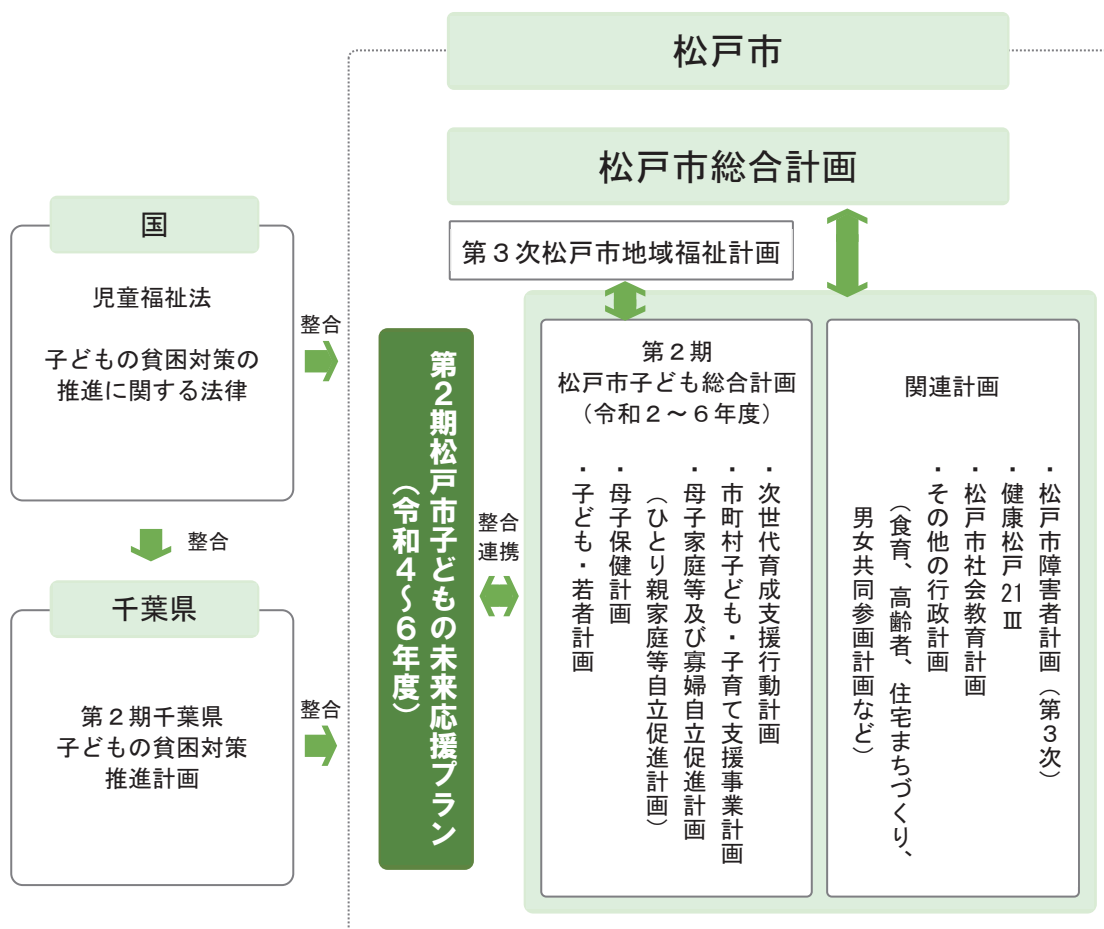 松戸市
松戸市総合計画
国
児童福祉法
子どもの貧困対策の
推進に関する法律
整合
整合
千葉県
第２期千葉県
子どもの貧困対策
推進計画
整合
第３次松戸市地域福祉計画
第２期松戸市子どもの未来応援プラン
（令和４～６年度）
整合
連携
第２期
松戸市子ども総合計画
（令和２～６年度）
・次世代育成支援行動計画
・市町村子ども・子育て支援事業計画
・母子家庭等及び寡婦自立促進計画
（ひとり親家庭等自立促進計画）
・母子保健計画
・子ども・若者計画
関連計画
・松戸市障害者計画（第３次）
・健康松戸21Ⅲ
・松戸市社会教育計画
・その他の行政計画
（食育、高齢者、住宅まちづくり、
男女共同参画計画など）